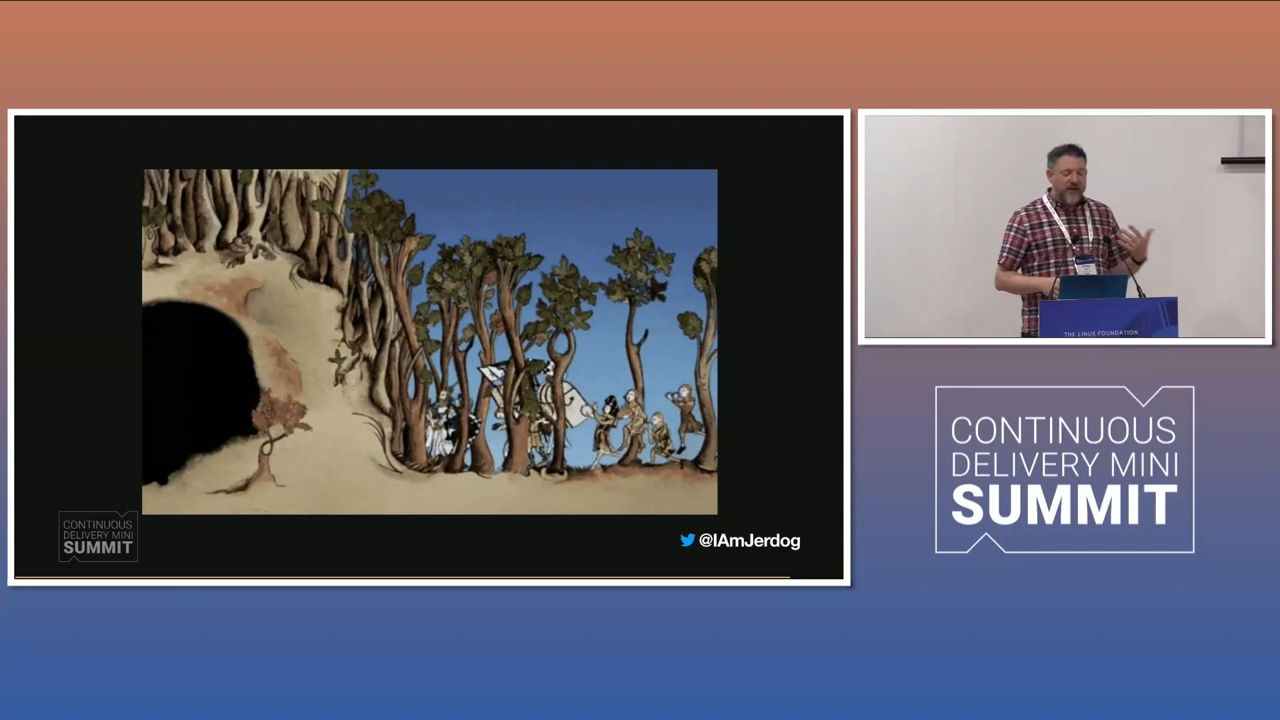 CONTINUOUS
DELIVERY MINI
SUMMIT
@IAmJerdog
THE LINUX FOUNDATION
CONTINUOUS
DELIVERY MINI
SUMMIT